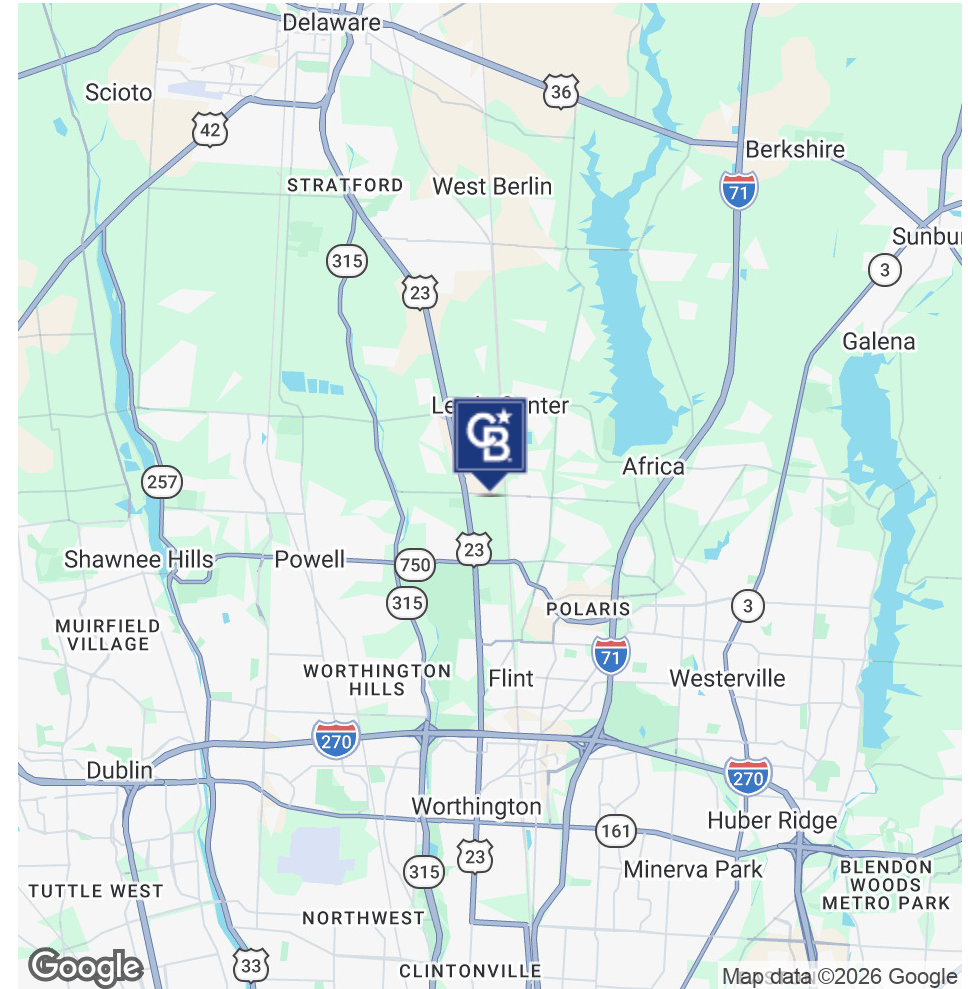 Delaware
Scioto
36
42
Berkshire
STRATFORD
West Berlin
71
Sunbur
315
3
23
Galena
Center
CB
Africa
257
23
Shawnee Hills
Powell
750
315
POLARIS
3
MUIRFIELD
VILLAGE
71
WORTHINGTON
HILLS
Flint
Westerville
270
Dublin
270
Worthington
161
Huber Ridge
23
315
Minerva Park
BLENDON
WOODS
METRO PARK
TUTTLE WEST
NORTHWEST
33
CLINTONVILLE
Google
Map data ©2026 Google